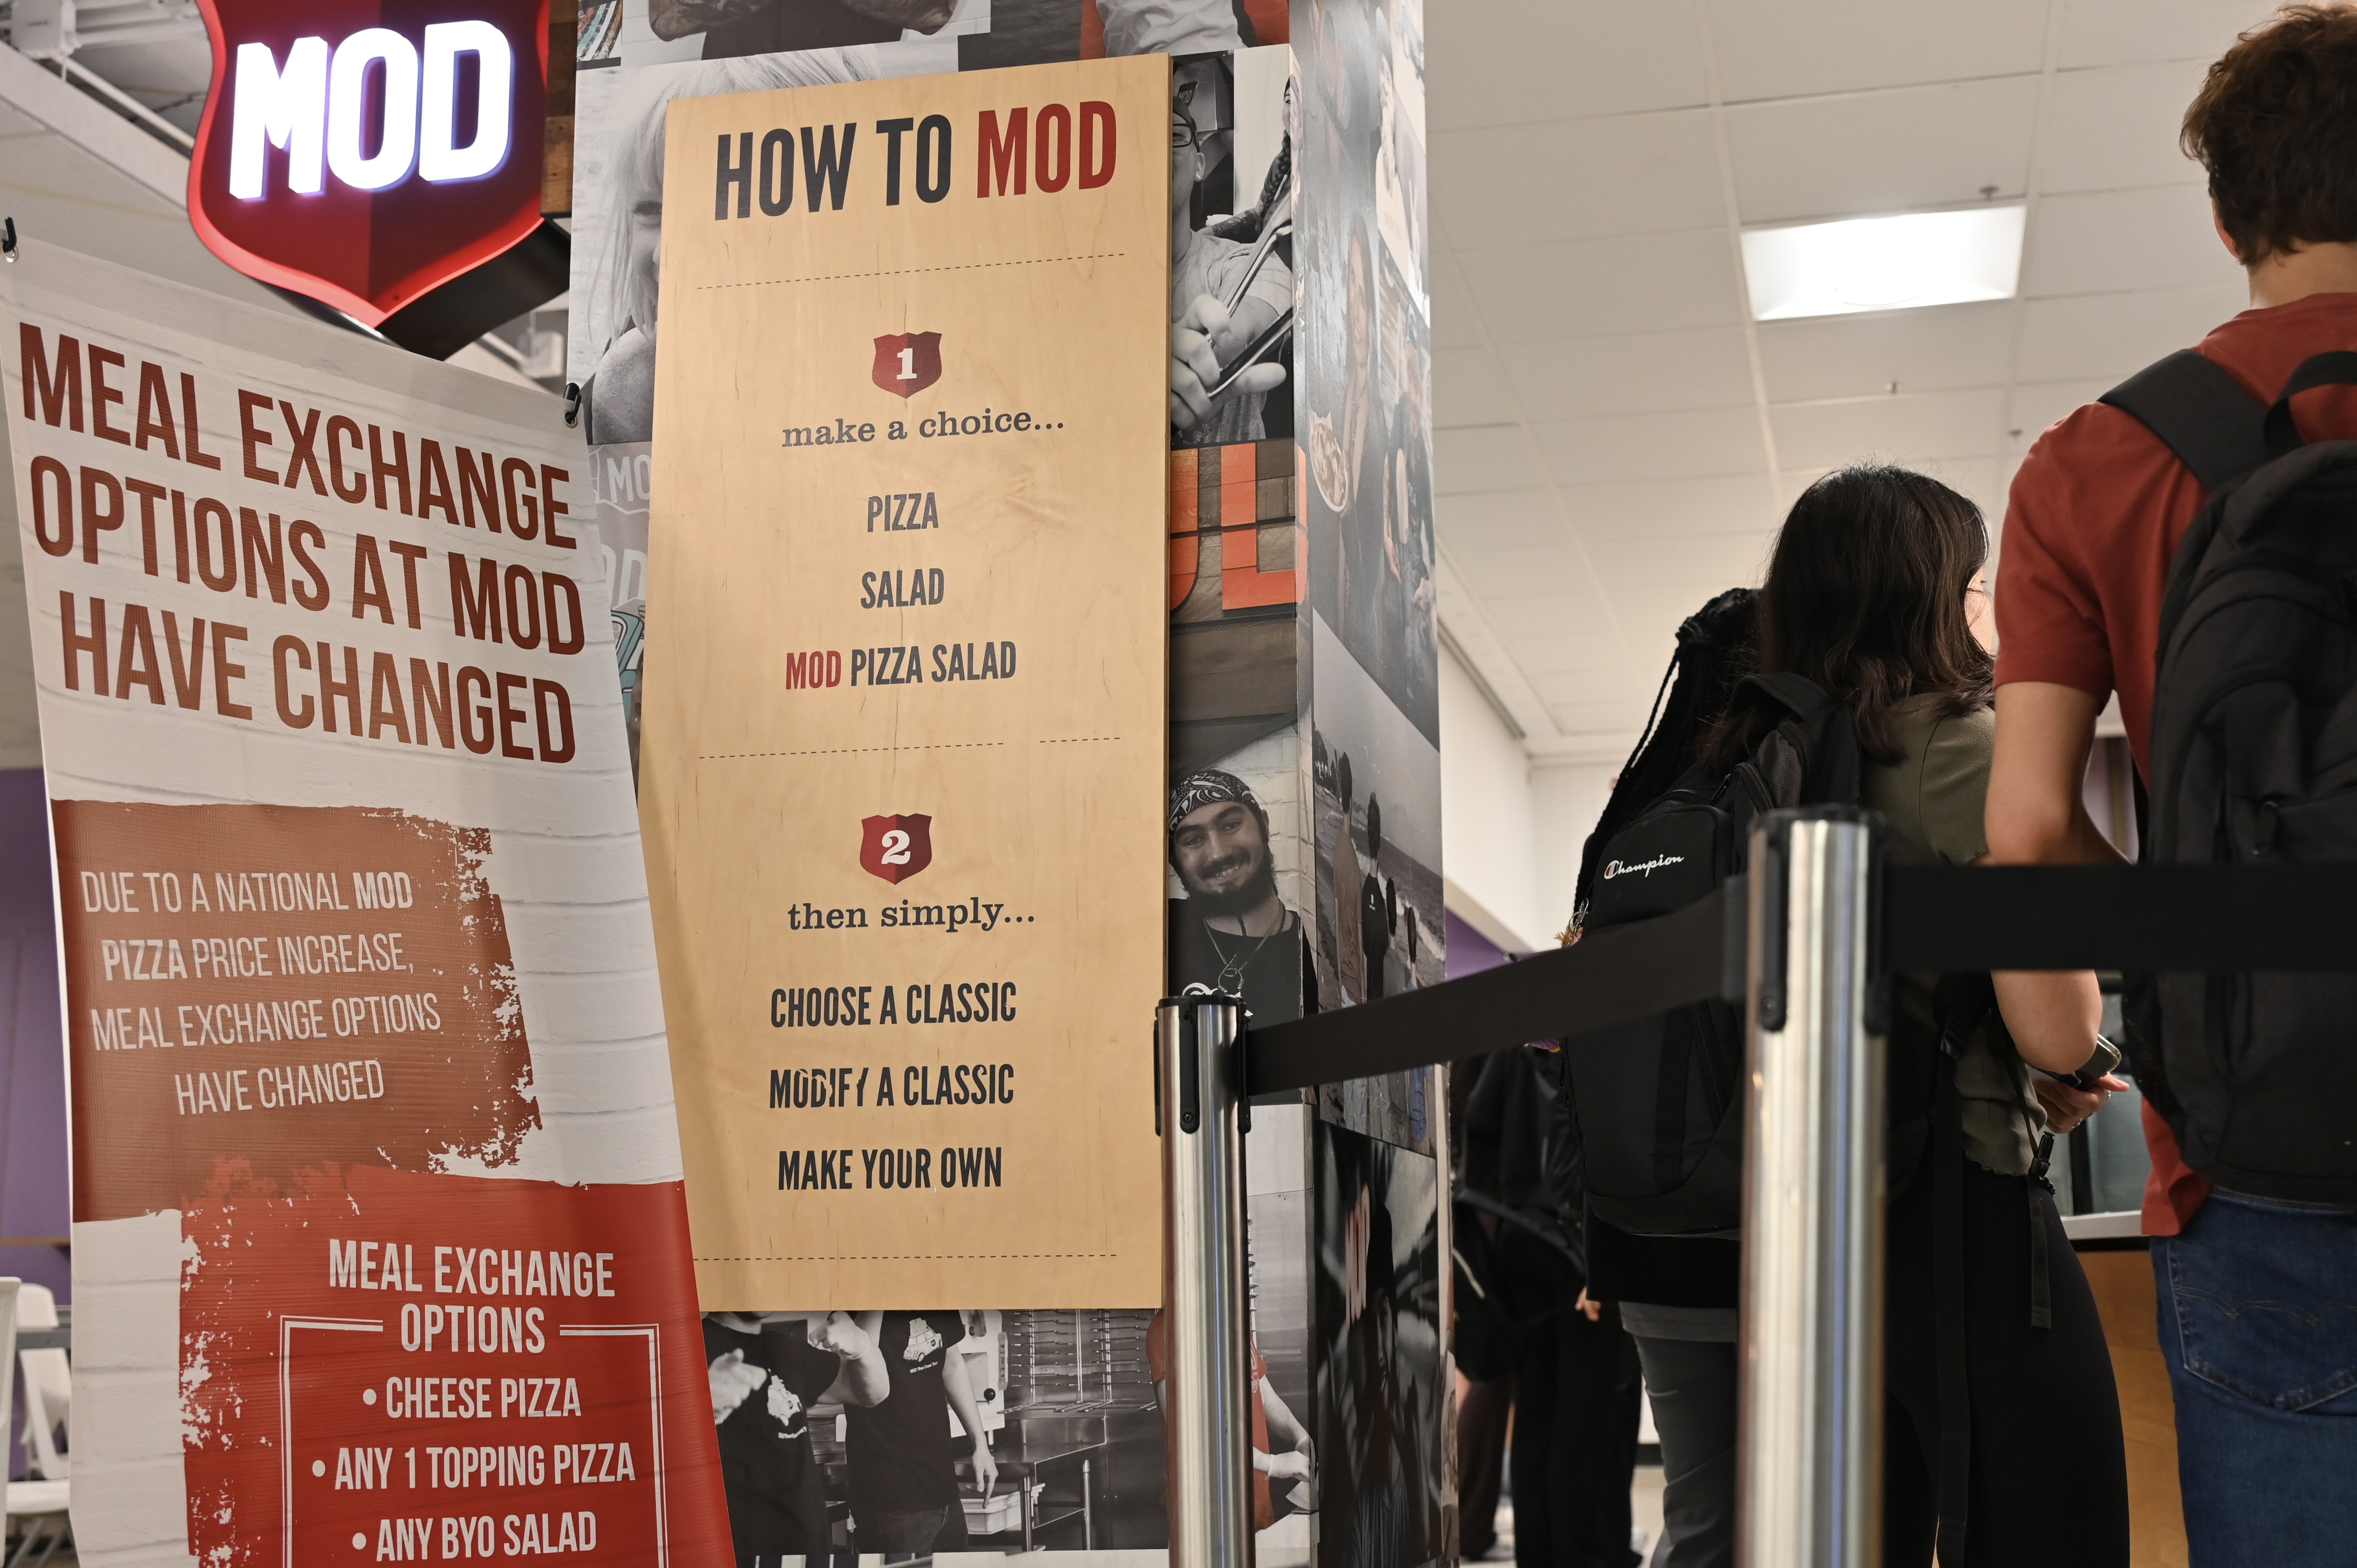 MOD
MEAL EXCHANGE
OPTIONS AT MOD
HAVE CHANGED
DUE TO A NATIONAL MOD
PIZZA PRICE INCREASE,
MEAL EXCHANGE OPTIONS
HAVE CHANGED
MEAL EXCHANGE
OPTIONS
• CHEESE PIZZA
• ANY 1 TOPPING PIZZA
• ANY BYO SALAD
HOW TO MOD
1
make a choice...
PIZZA
SALAD
MOD PIZZA SALAD
2
then simply...
CHOOSE A CLASSIC
MODIFY A CLASSIC
MAKE YOUR OWN
Champion